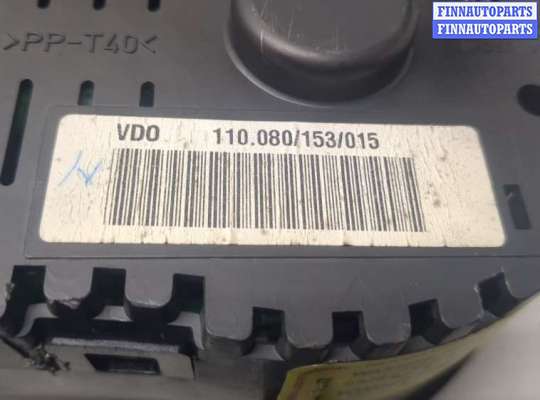 FINNAUTOPARTS
FINNAUTOPARTS
>PP-T40<
VDO 110.080/153/015